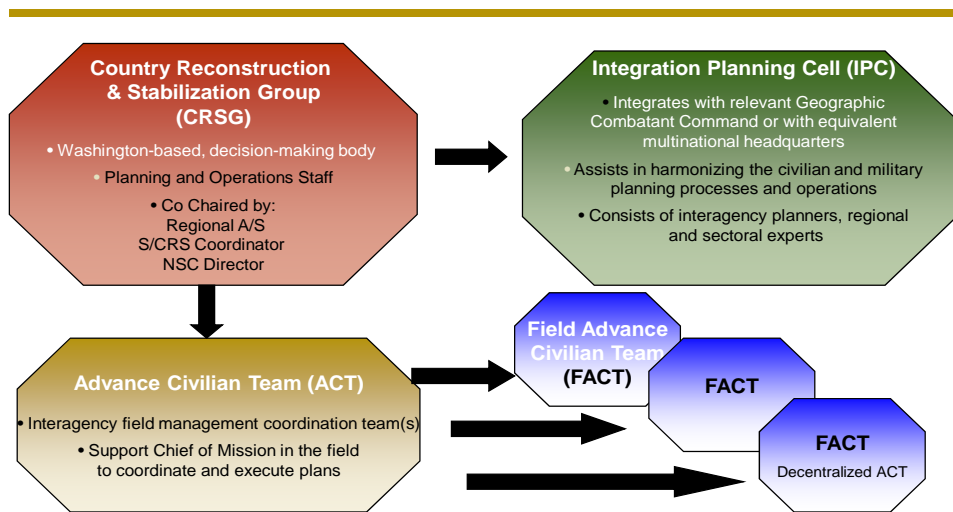 Country Reconstruction
& Stabilization Group
(CRSG)
• Washington-based, decision-making body
• Planning and Operations Staff
• Co Chaired by:
Regional A/S
S/CRS Coordinator
NSC Director
Integration Planning Cell (IPC)
• Integrates with relevant Geographic
Combatant Command or with equivalent
multinational headquarters
• Assists in harmonizing the civilian and military
planning processes and operations
• Consists of interagency planners, regional
and sectoral experts
Advance Civilian Team (ACT)
• Interagency field management coordination team(s)
• Support Chief of Mission in the field
to coordinate and execute plans
Field Advance
Civilian Team
(FACT)
FACT
FACT
Decentralized ACT